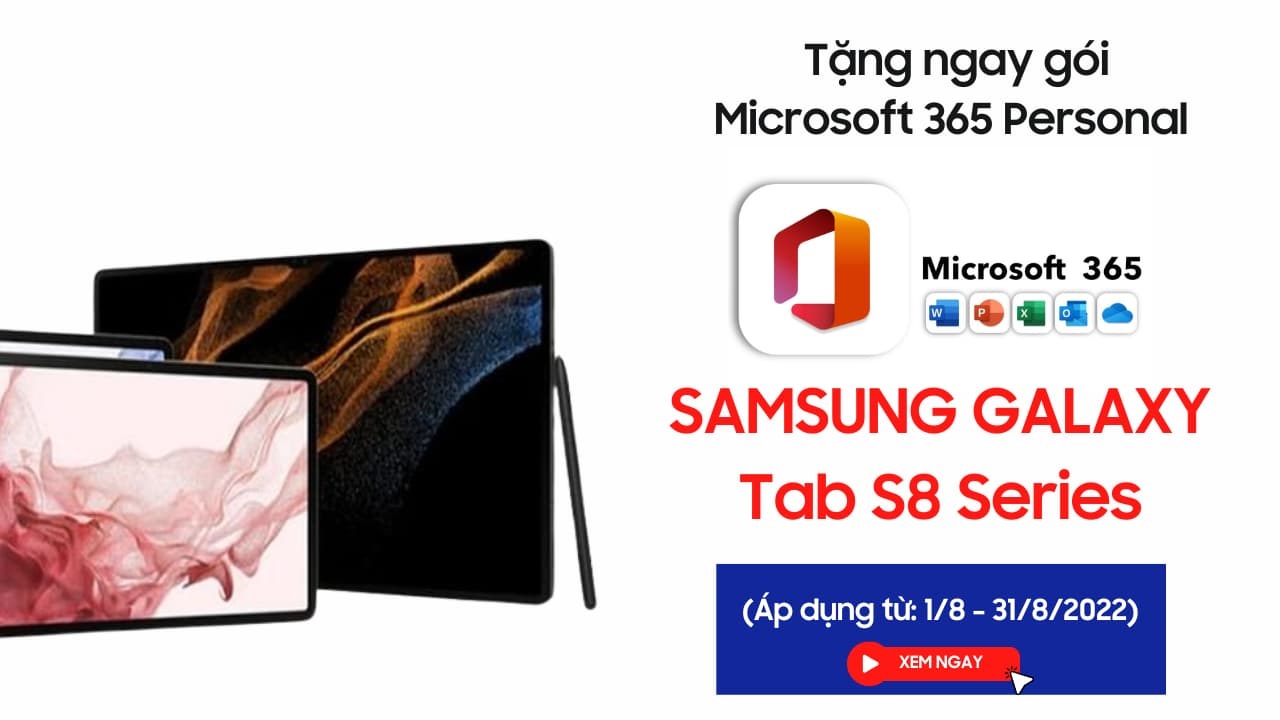 Tặng ngay gói
Microsoft 365 Personal
Microsoft 365
W P X O
SAMSUNG GALAXY
Tab S8 Series
(Áp dụng từ: 1/8 - 31/8/2022)
XEM NGAY